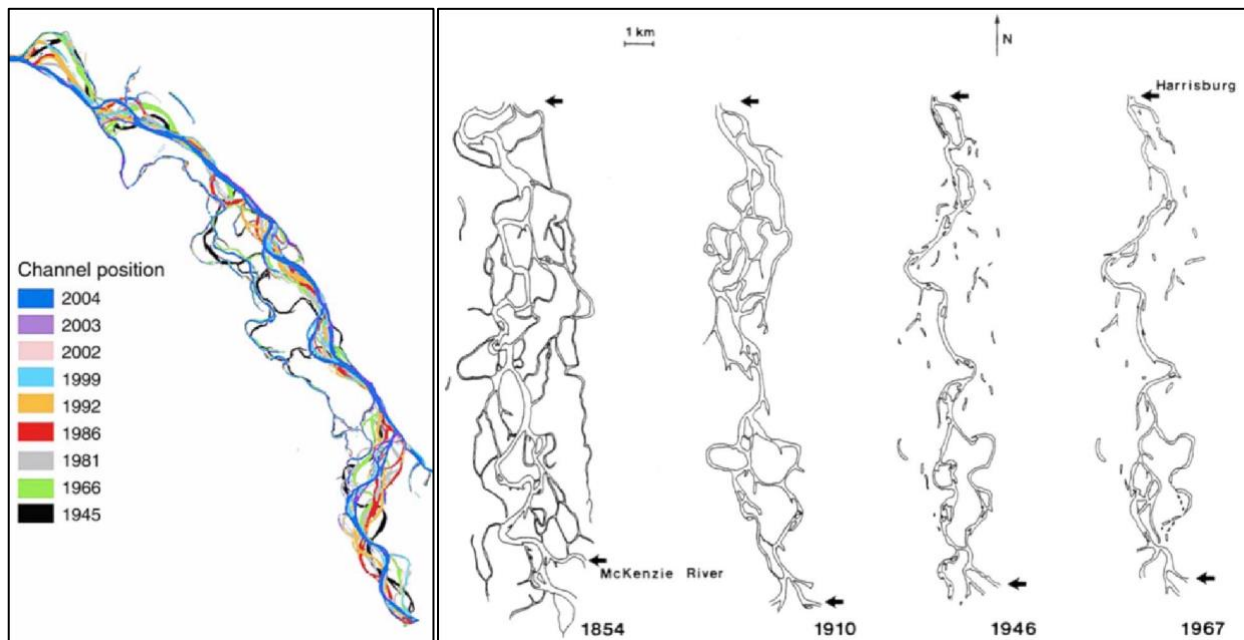 Channel position
2004
2003
2002
1999
1992
1986
1981
1966
1945
1 km
N
Harrisburg
McKenzie River
1854
1910
1946
1967